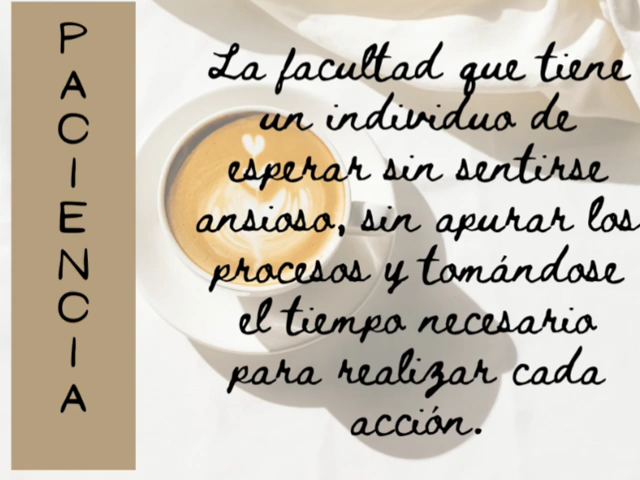 PACIENCIA
La facultad que tiene
un individuo de
esperar sin sentirse
ansioso, sin apurar los
procesos y tomándose
el tiempo necesario
para realizar cada
acción.